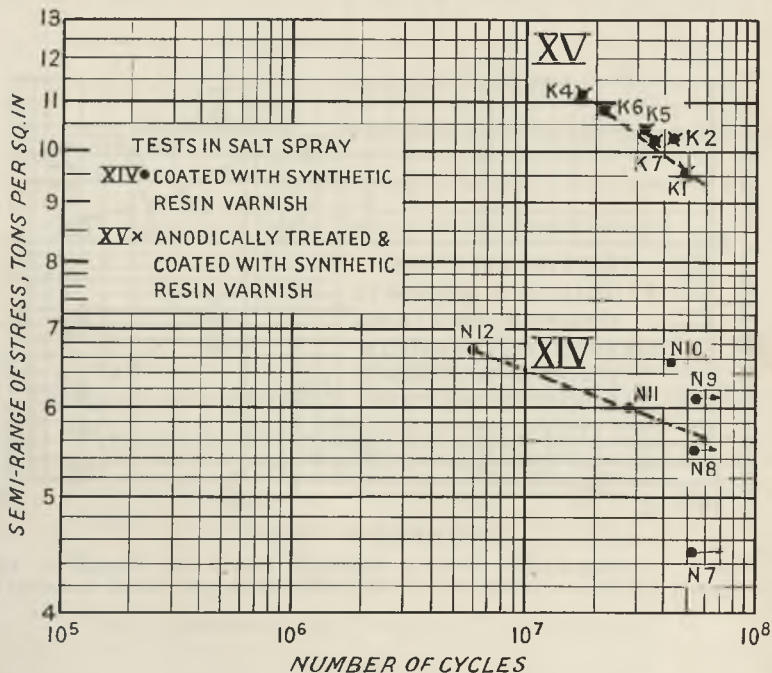 13
XV
11
K4
K6
K5
K2
K7
K1
10
TESTS IN SALT SPRAY
XIV• COATED WITH SYNTHETIC
RESIN VARNISH
9
XV× ANODICALLY TREATED &
COATED WITH SYNTHETIC
RESIN VARNISH
8
7
N12
XIV
N10
N9
N11
6
N8
5
N7
4
10⁵
10⁶
10⁷
10⁸
NUMBER OF CYCLES
SEMI-RANGE OF STRESS, TONS PER SQ. IN